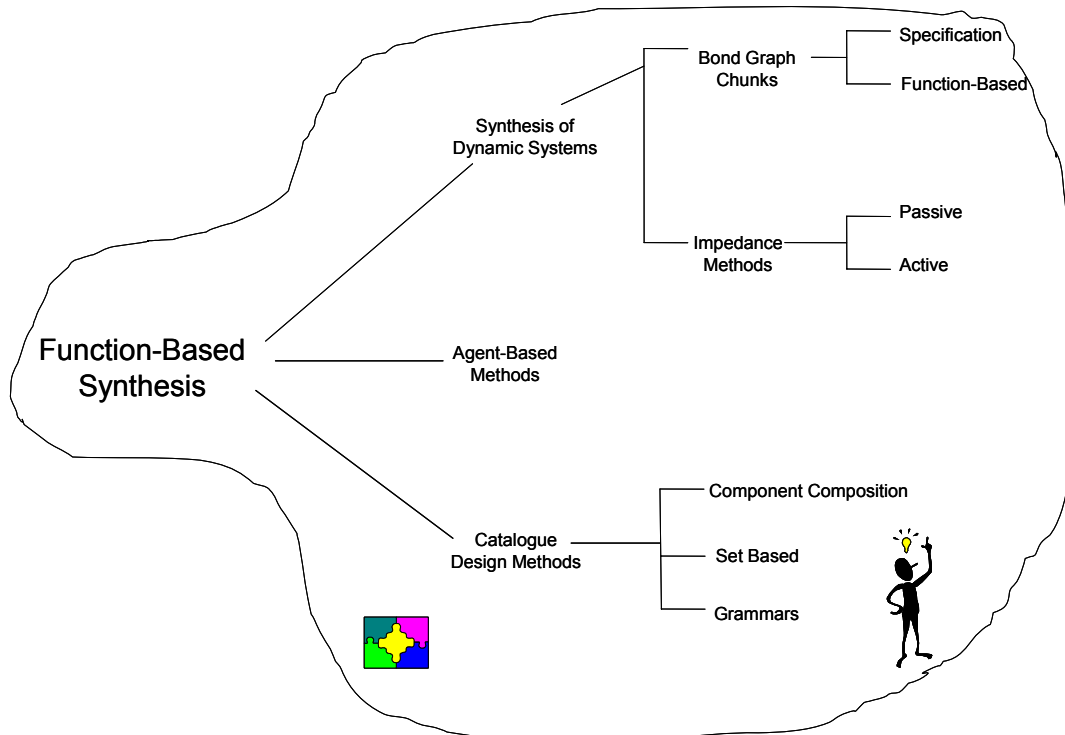 Specification
Bond Graph
Chunks
Function-Based
Synthesis of
Dynamic Systems
Passive
Impedance
Methods
Active
Function-Based
Synthesis
Agent-Based
Methods
Component Composition
Catalogue
Design Methods
Set Based
Grammars